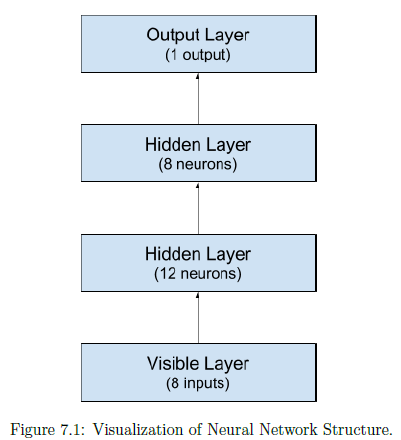 Output Layer
(1 output)
Hidden Layer
(8 neurons)
Hidden Layer
(12 neurons)
Visible Layer
(8 inputs)
Figure 7.1: Visualization of Neural Network Structure.